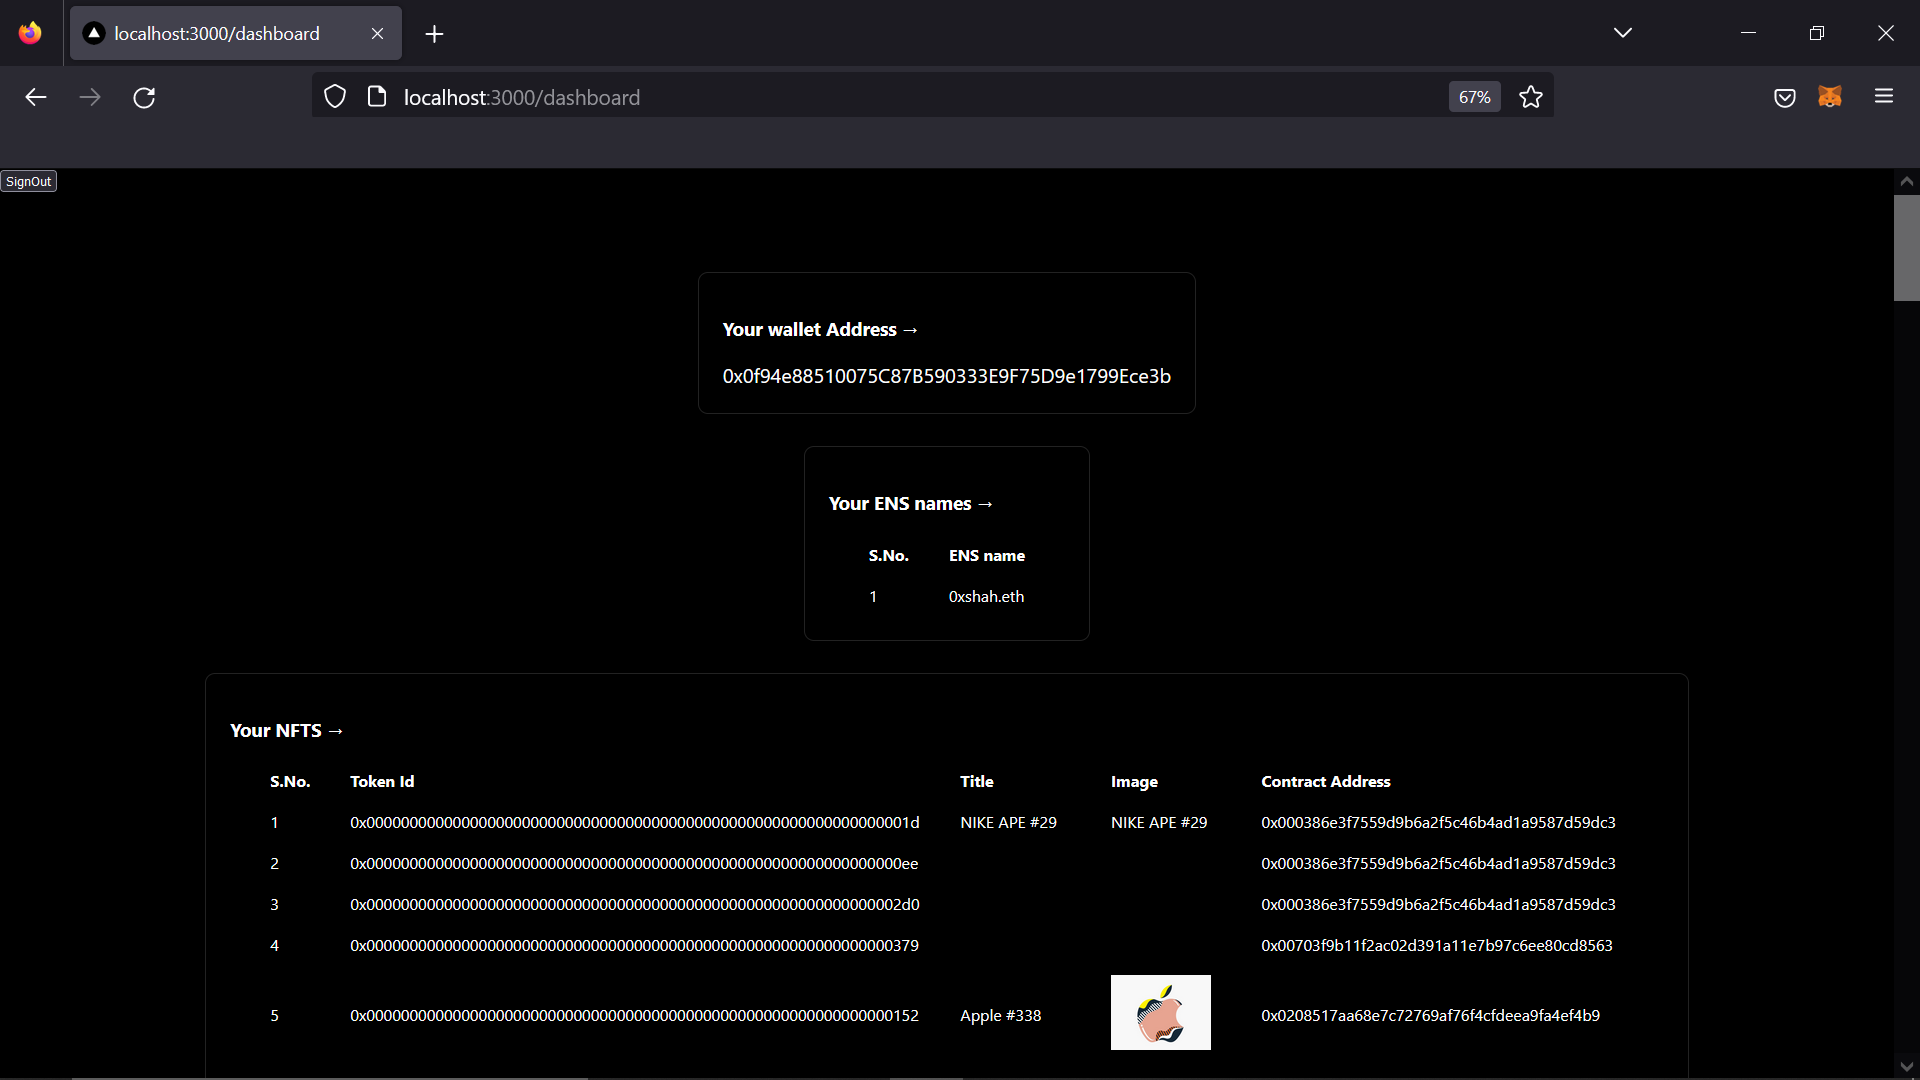 localhost:3000/dashboard
localhost:3000/dashboard
67%
SignOut
Your wallet Address →
0x0f94e88510075C87B590333E9F75D9e1799Ece3b
Your ENS names →
S.No. ENS name
1 0xshah.eth
Your NFTS →
S.No. Token Id Title Image Contract Address
1 0x000000000000000000000000000000000000000000000000000000000000001d NIKE APE #29 NIKE APE #29 0x000386e3f7559d9b6a2f5c46b4ad1a9587d59dc3
2 0x00000000000000000000000000000000000000000000000000000000000000ee 0x000386e3f7559d9b6a2f5c46b4ad1a9587d59dc3
3 0x00000000000000000000000000000000000000000000000000000000000002d0 0x000386e3f7559d9b6a2f5c46b4ad1a9587d59dc3
4 0x0000000000000000000000000000000000000000000000000000000000000379 0x00703f9b11f2ac02d391a11e7b97c6ee80cd8563
5 0x0000000000000000000000000000000000000000000000000000000000000152 Apple #338 0x0208517aa68e7c72769af76f4cfdeea9fa4ef4b9